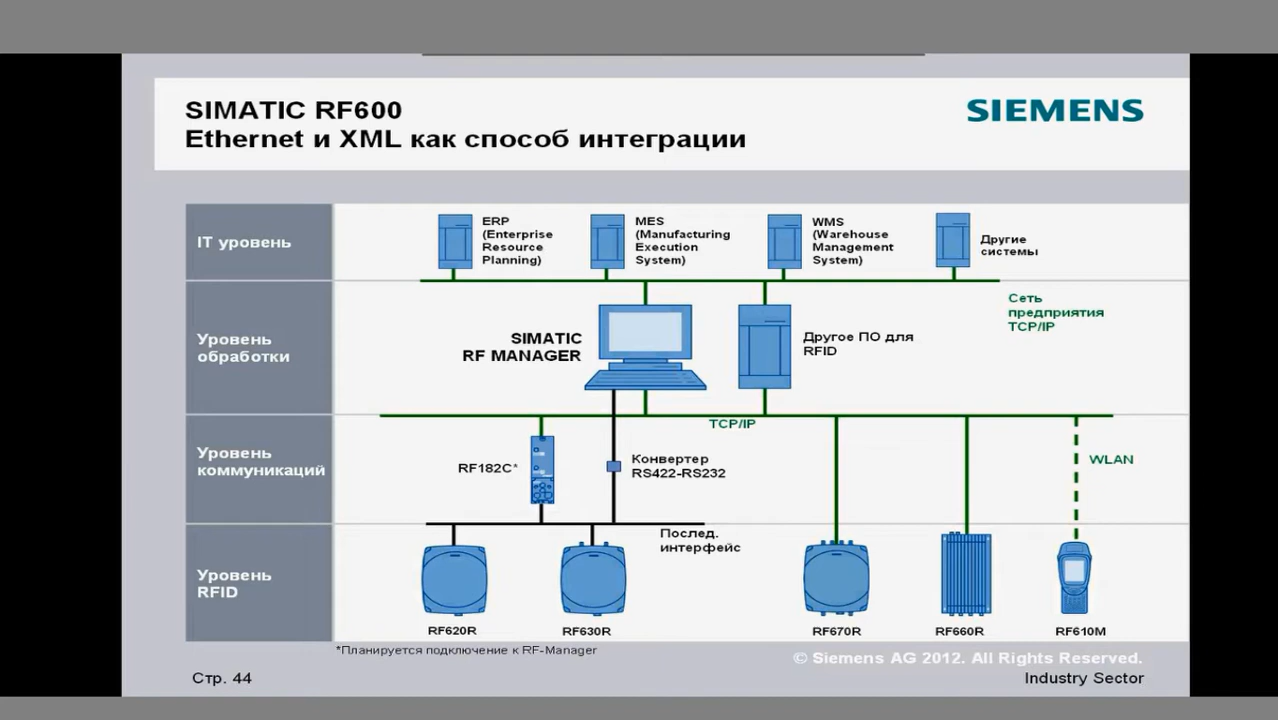 SIMATIC RF600
Ethernet и XML как способ интеграции
SIEMENS
IT уровень
ERP
(Enterprise
Resource
Planning)
MES
(Manufacturing
Execution
System)
WMS
(Warehouse
Management
System)
Другие
системы
Сеть
предприятия
TCP/IP
Уровень
обработки
SIMATIC
RF MANAGER
Другое ПО для
RFID
TCP/IP
Уровень
коммуникаций
RF182C*
Конвертер
RS422-RS232
WLAN
Послед.
интерфейс
Уровень
RFID
RF620R
RF630R
RF670R
RF660R
RF610M
*Планируется подключение к RF-Manager
© Siemens AG 2012. All Rights Reserved.
Стр. 44
Industry Sector